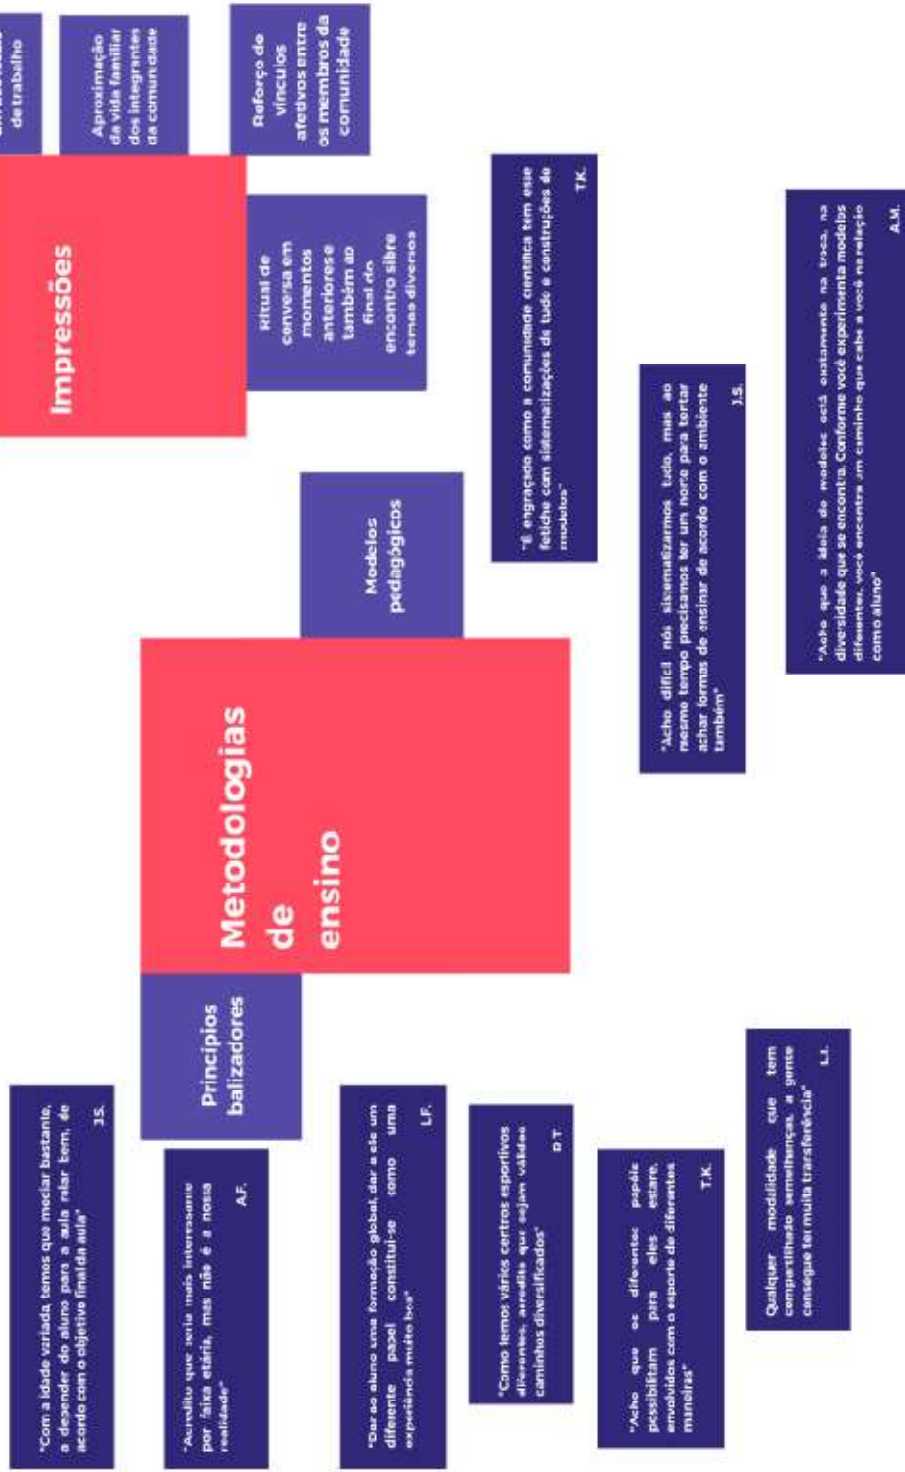 de trabalho
Aproximação
da vida familiar
dos integrantes
da comunidade
Reforço de
vínculos
afetivos entre
os membros da
comunidade
Impressões
Ritual de
conversa em
momentos
anteriores e
também ao
final do
encontro sibre
temas diversos
Modelos
pedagógicos
"É engraçado como a comunidade científica tem esse
fetiche com sistematizações de tudo e construções de
modelos"
T.K.
"Acho difícil nós sistematizarmos tudo, mas ao
mesmo tempo precisamos ter um norte para tentar
achar formas de ensinar de acordo com o ambiente
também"
J.S.
"Acho que a ideia de modelos está exatamente na troca, na
diversidade que se encontra. Conforme você experimenta modelos
diferentes, você encontra um caminho que cabe a você na relação
como aluno"
A.M.
Metodologias
de
ensino
Princípios
balizadores
"Com a idade variada, temos que mediar bastante,
a depender do aluno para a aula rolar bem, de
acordo com o objetivo final da aula"
J.S.
"Acredito que seria mais interessante
por faixa etária, mas não é a nossa
realidade"
A.F.
"Dar ao aluno uma formação global, dar a ele um
diferente papel constitui-se como uma
experiência muito boa"
L.F.
"Como temos vários centros esportivos
diferentes, acredito que sejam válidos
caminhos diversificados"
"Acho que os diferentes papéis
possibilitam para eles estare,
envolvidos com o esporte de diferentes
maneiras"
T.K.
Qualquer modilidade que tem
compartilhado semelhenças, a gente
consegue ter muita transferência"